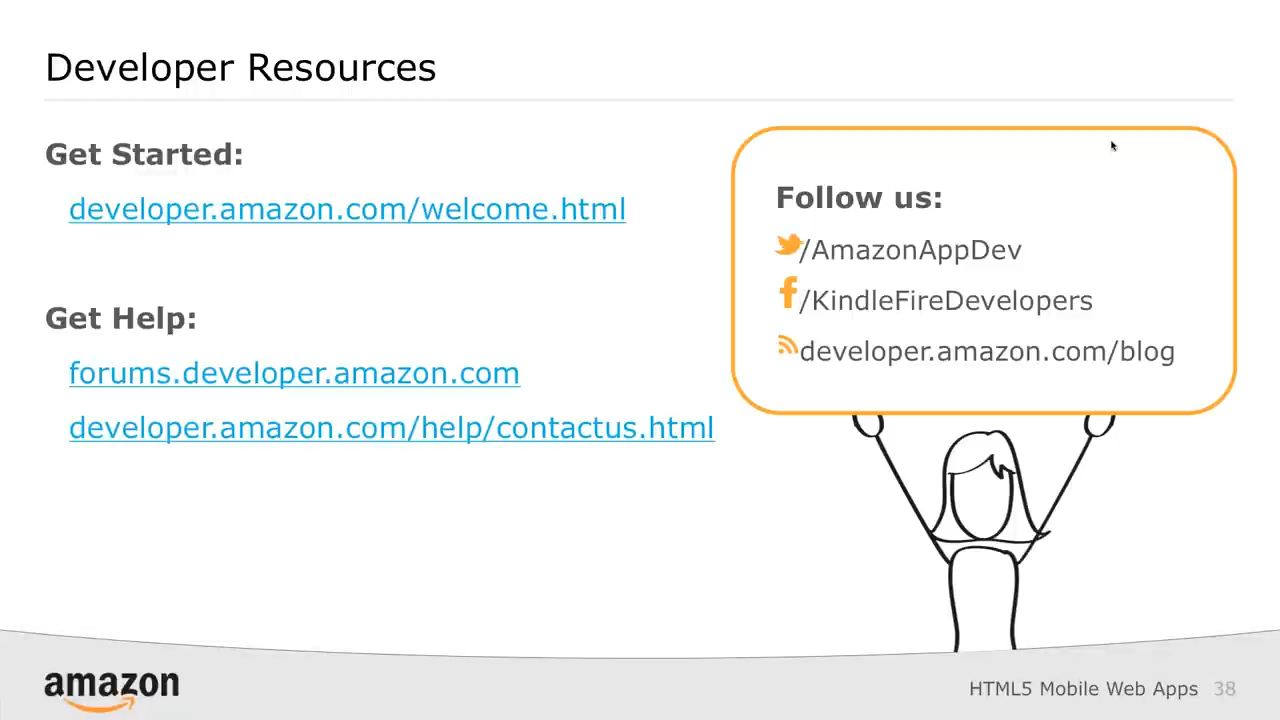 Developer Resources
Get Started:
developer.amazon.com/welcome.html
Get Help:
forums.developer.amazon.com
developer.amazon.com/help/contactus.html
Follow us:
/AmazonAppDev
/KindleFireDevelopers
developer.amazon.com/blog
amazon
HTML5 Mobile Web Apps 38